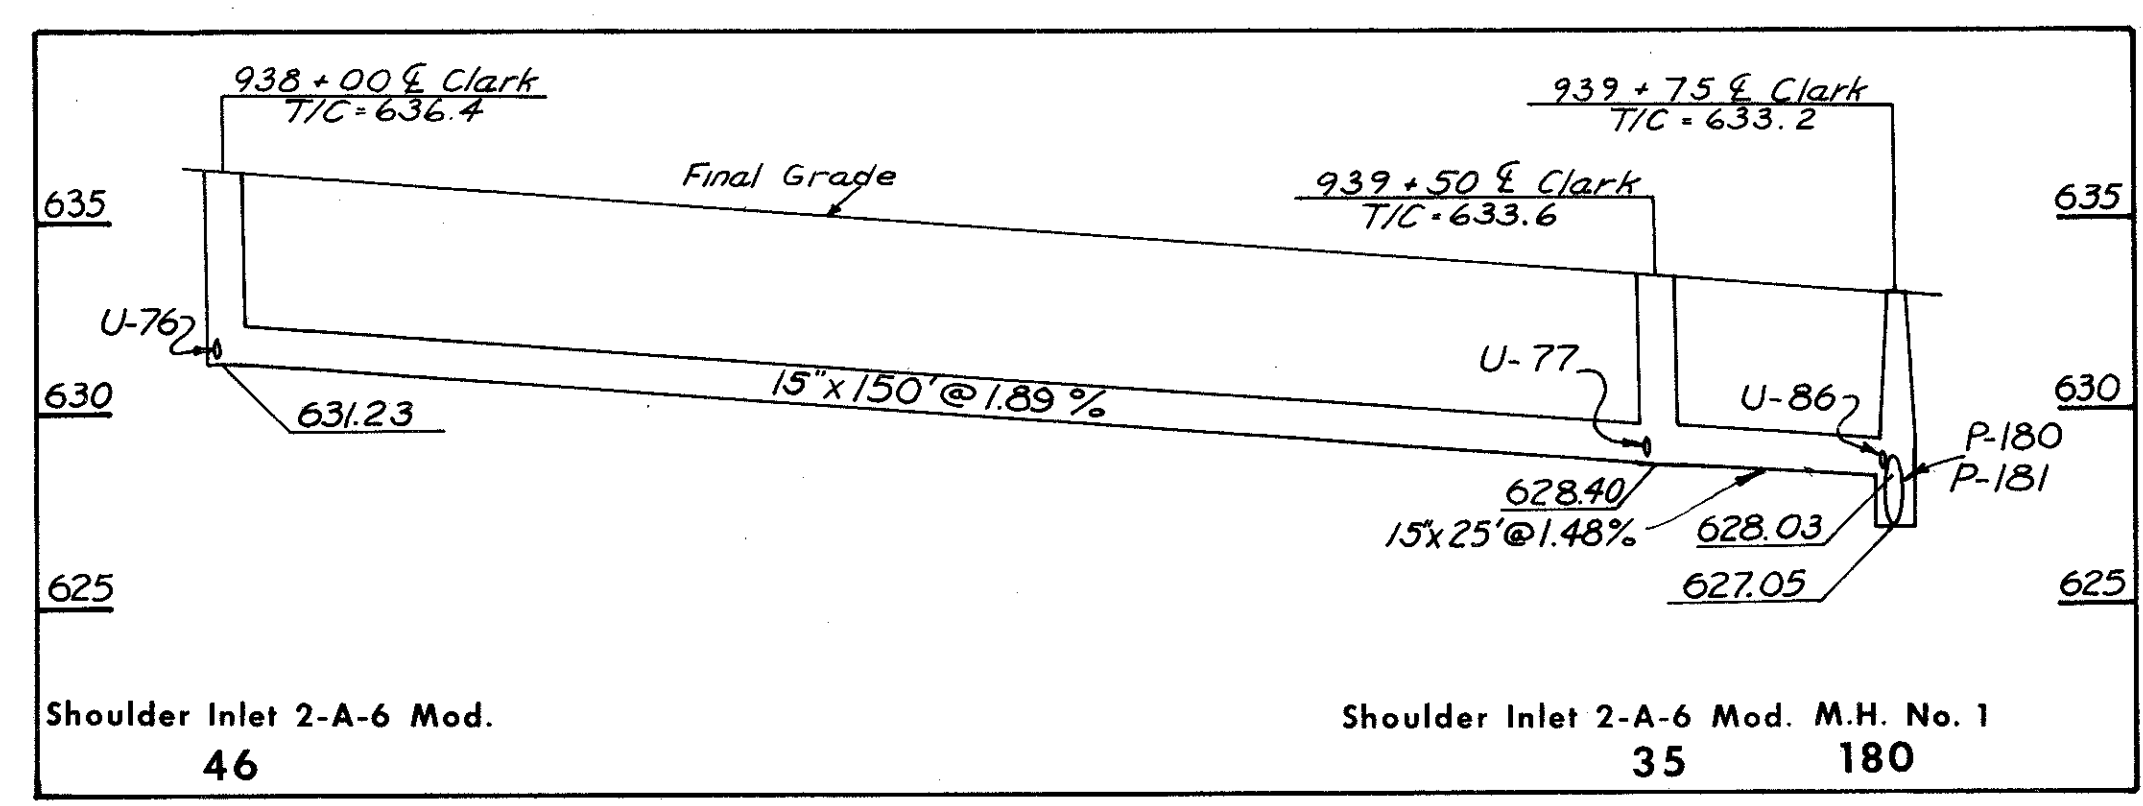 938 + 00 ℄ Clark
T/C = 636.4
939 + 75 ℄ Clark
T/C = 633.2
Final Grade
939 + 50 ℄ Clark
T/C = 633.6
635
635
U-76
U-77
630
15"x 150' @ 1.89 %
U-86
630
631.23
P-180
P-181
628.40
15"x 25' @ 1.48%
628.03
627.05
625
625
Shoulder Inlet 2-A-6 Mod.
46
Shoulder Inlet 2-A-6 Mod.
35
M.H. No. 1
180